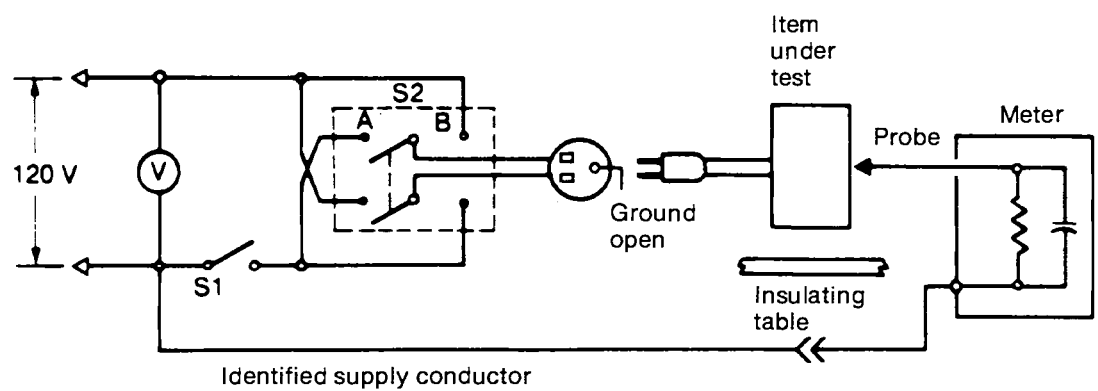 Item
under
test
S2
A
B
Meter
Probe
120 V
V
Ground
open
S1
Insulating
table
Identified supply conductor